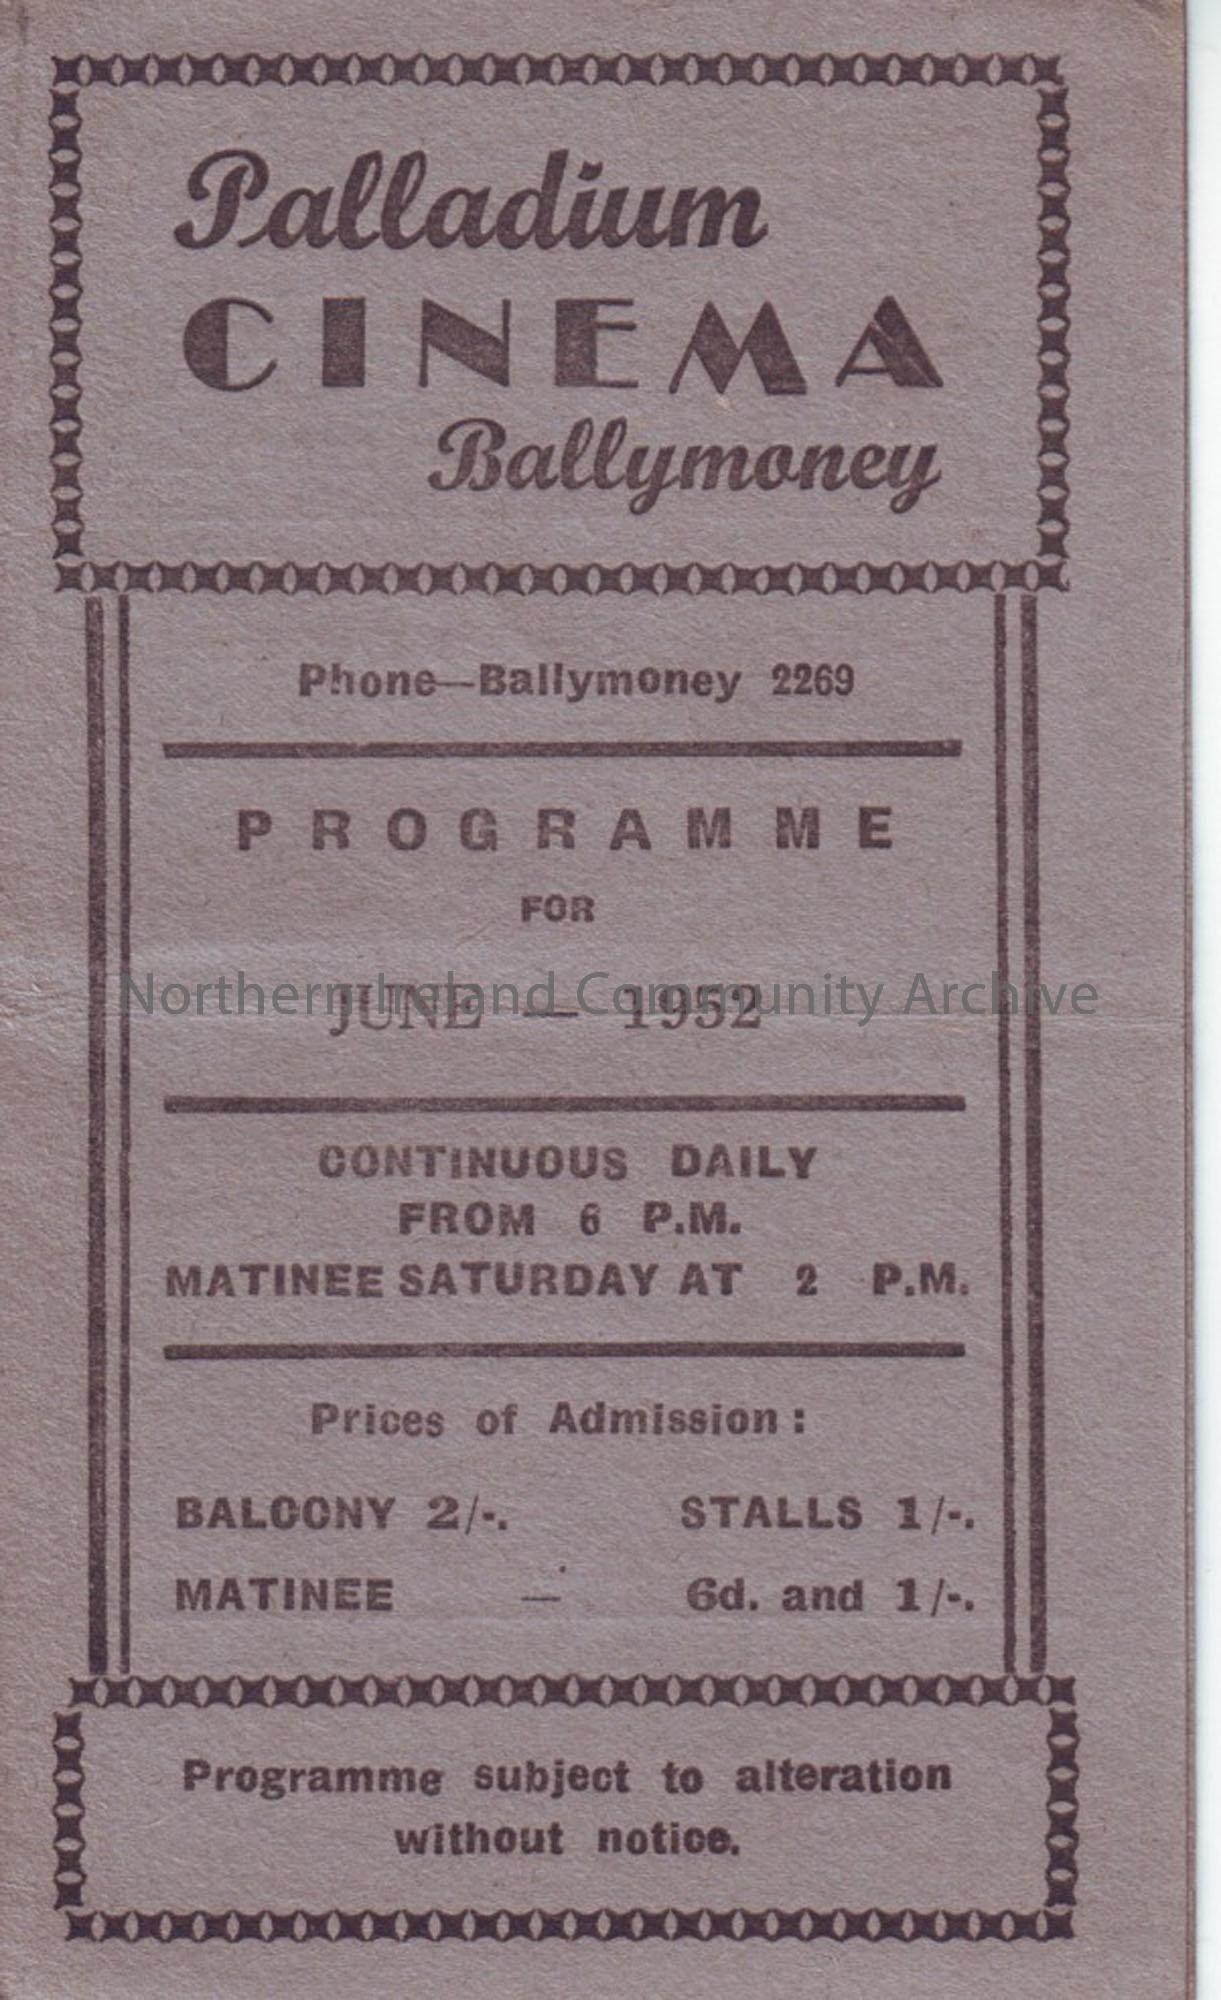 Palladium
CINEMA
Ballymoney
Phone—Ballymoney 2269
PROGRAMME
FOR
JUNE — 1952
Northern Ireland Community Archive
CONTINUOUS DAILY
FROM 6 P.M.
MATINEE SATURDAY AT 2 P.M.
Prices of Admission :
BALCONY 2/-. STALLS 1/-.
MATINEE — 6d. and 1/-.
Programme subject to alteration
without notice.